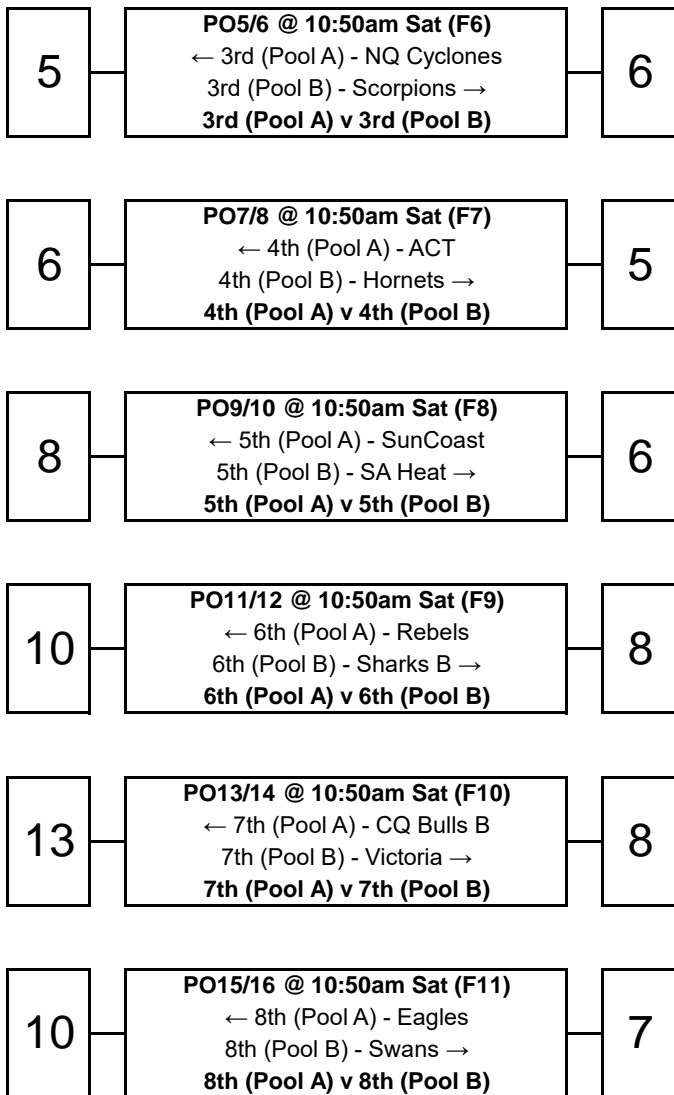 PO5/6 @ 10:50am Sat (F6)
← 3rd (Pool A) - NQ Cyclones
5
6
3rd (Pool B) - Scorpions →
3rd (Pool A) v 3rd (Pool B)
PO7/8 @ 10:50am Sat (F7)
← 4th (Pool A) - ACT
6
5
4th (Pool B) - Hornets →
4th (Pool A) v 4th (Pool B)
PO9/10 @ 10:50am Sat (F8)
← 5th (Pool A) - SunCoast
8
6
5th (Pool B) - SA Heat →
5th (Pool A) v 5th (Pool B)
PO11/12 @ 10:50am Sat (F9)
← 6th (Pool A) - Rebels
10
8
6th (Pool B) - Sharks B →
6th (Pool A) v 6th (Pool B)
PO13/14 @ 10:50am Sat (F10)
← 7th (Pool A) - CQ Bulls B
13
8
7th (Pool B) - Victoria →
7th (Pool A) v 7th (Pool B)
PO15/16 @ 10:50am Sat (F11)
← 8th (Pool A) - Eagles
10
7
8th (Pool B) - Swans →
8th (Pool A) v 8th (Pool B)